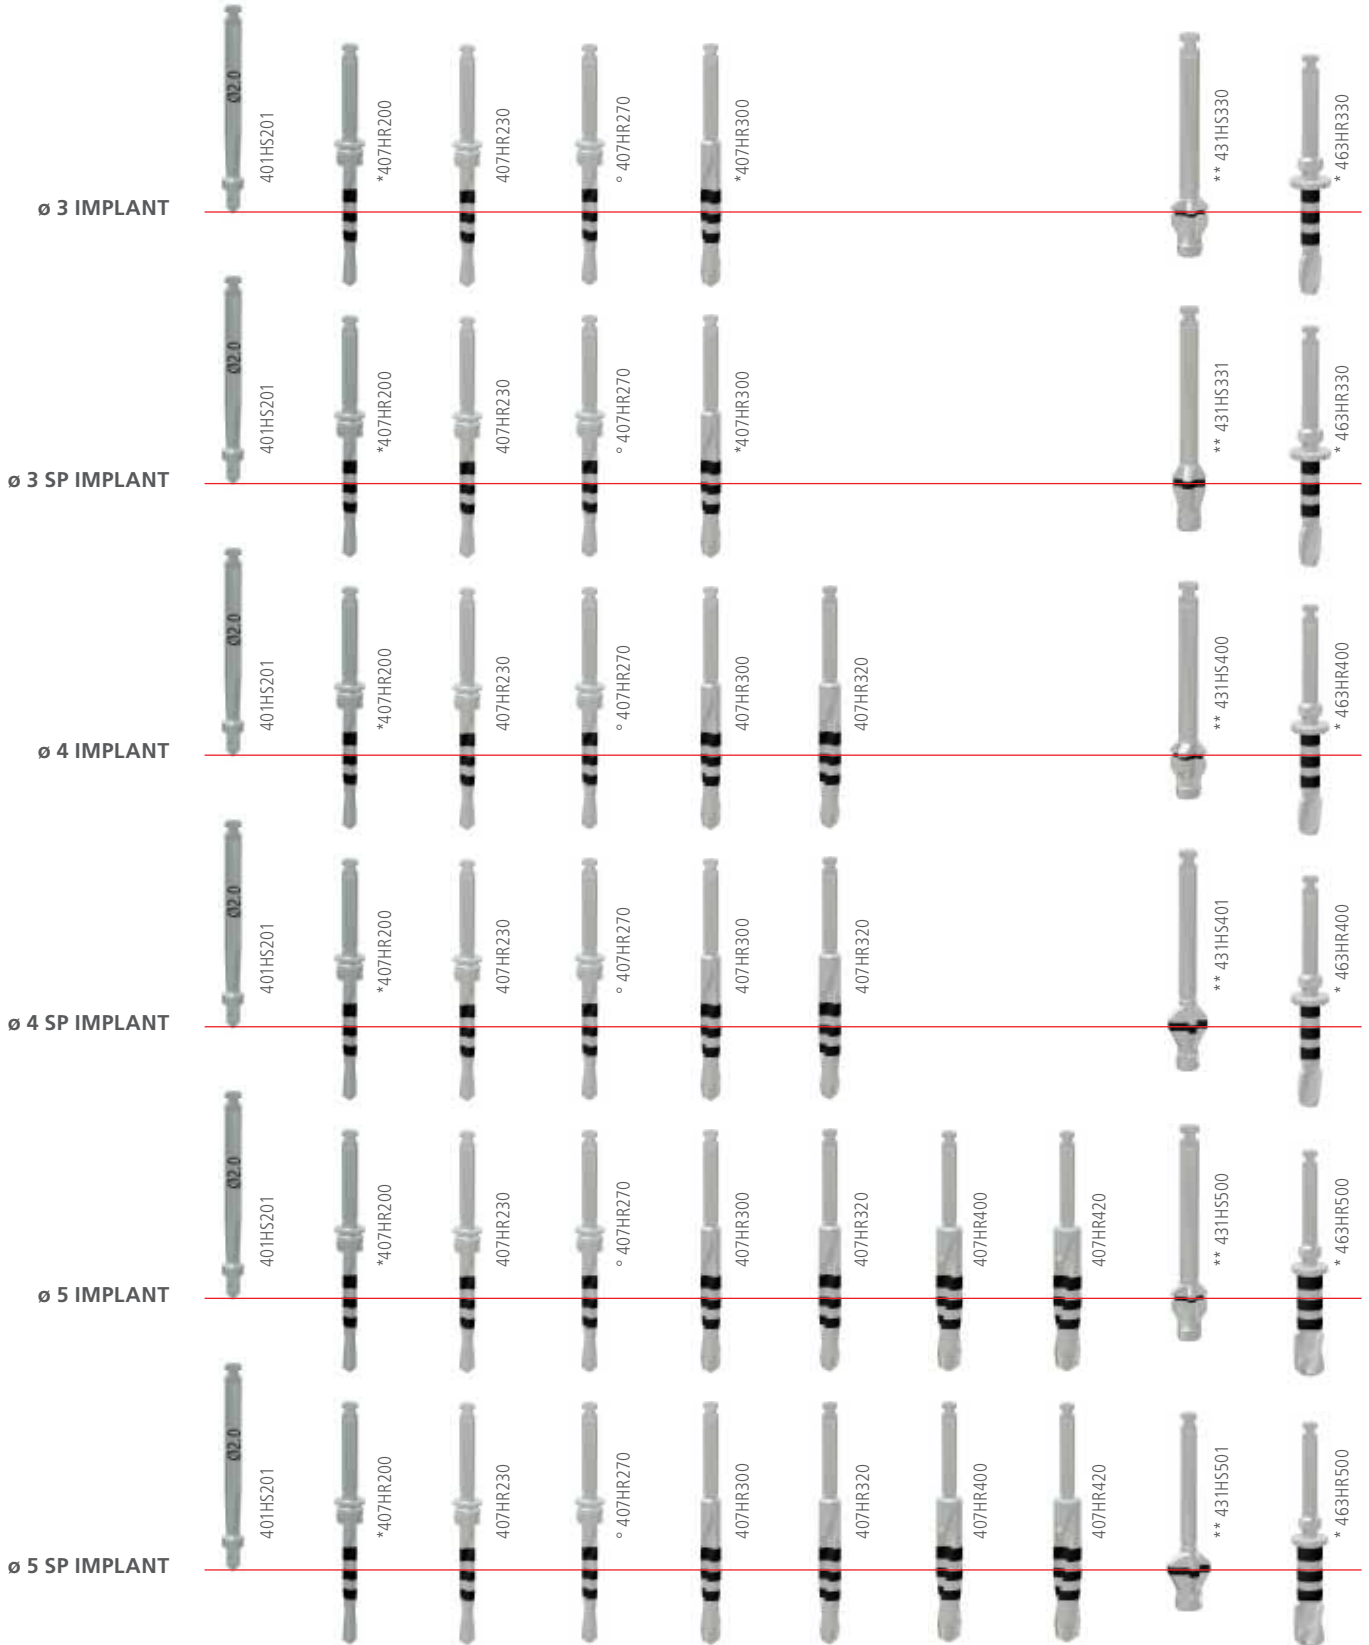 Ø2.0
401HS201
*407HR200
407HR230
° 407HR270
*407HR300
** 431HS330
* 463HR330
ø 3 IMPLANT
Ø2.0
401HS201
*407HR200
407HR230
° 407HR270
*407HR300
** 431HS331
* 463HR330
ø 3 SP IMPLANT
Ø2.0
401HS201
*407HR200
407HR230
° 407HR270
407HR300
407HR320
** 431HS400
* 463HR400
ø 4 IMPLANT
Ø2.0
401HS201
*407HR200
407HR230
° 407HR270
407HR300
407HR320
** 431HS401
* 463HR400
ø 4 SP IMPLANT
Ø2.0
401HS201
*407HR200
407HR230
° 407HR270
407HR300
407HR320
407HR400
407HR420
** 431HS500
* 463HR500
ø 5 IMPLANT
Ø2.0
401HS201
*407HR200
407HR230
° 407HR270
407HR300
407HR320
407HR400
407HR420
** 431HS501
* 463HR500
ø 5 SP IMPLANT